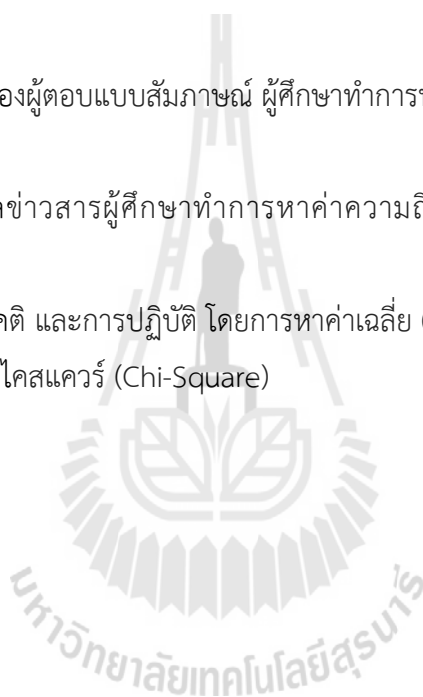 องผู้ตอบแบบสัมภาษณ์ ผู้ศึกษาทำการ
ข่าวสารผู้ศึกษาทำการหาค่าความถี่
คติ และการปฏิบัติ โดยการหาค่าเฉลี่ย (
ไคสแควร์ (Chi-Square)
มหาวิทยาลัยเทคโนโลยีสุรนารี